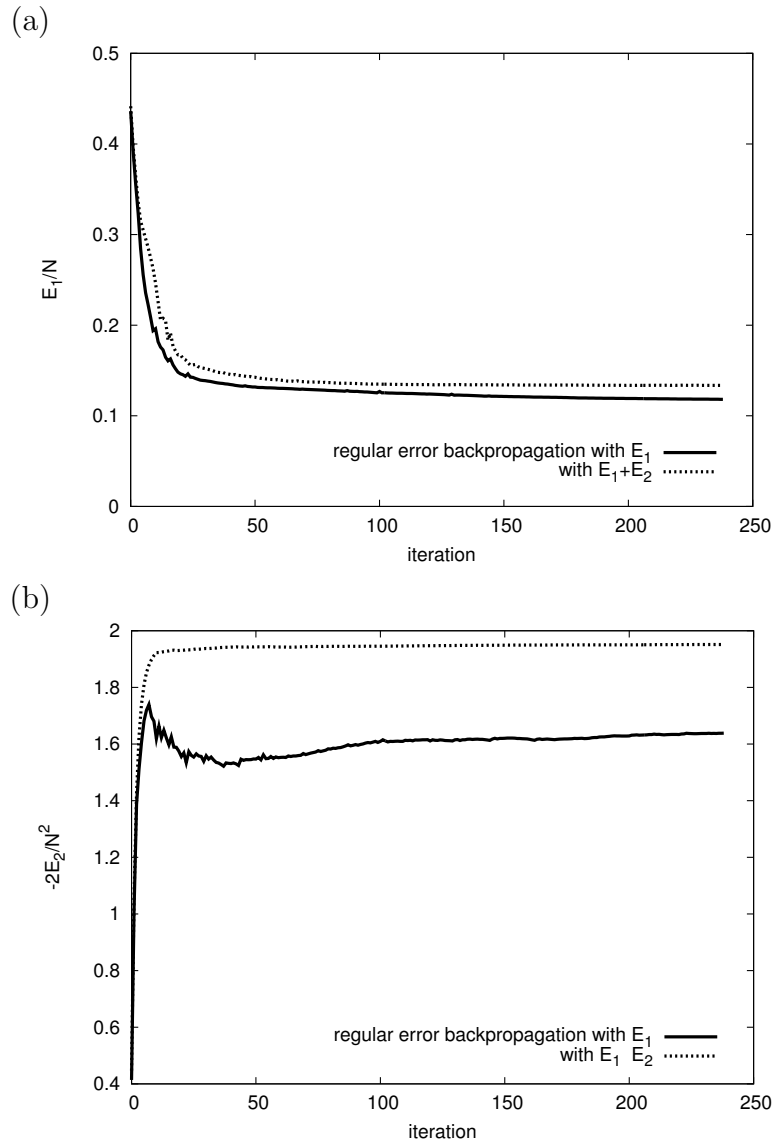 (a)
0.5
0.4
0.3
0.2
0.1
0
E1/N
regular error backpropagation with E1
with E1+E2
0 50 100 150 200 250
iteration
(b)
2
1.8
1.6
1.4
1.2
1
0.8
0.6
0.4
-2E2/N2
regular error backpropagation with E1
with E1 E2
0 50 100 150 200 250
iteration